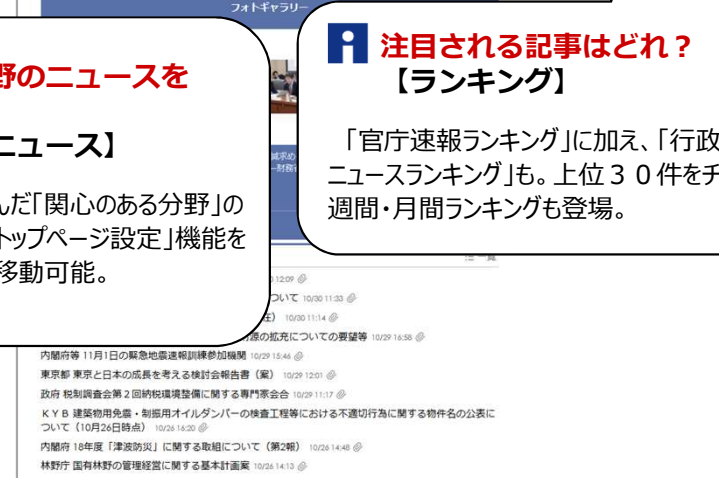 フォトギャラリー
注目される記事はどれ？
【ランキング】
「官庁速報ランキング」に加え、「行政
ニュースランキング」も。上位３０件をチ
週間・月間ランキングも登場。
野のニュースを
ニュース】
んだ「関心のある分野」の
トップページ設定」機能を
移動可能。
減求め
一財務
一覧
12:09
ついて 10/30 11:33
在） 10/30 11:14
財源の拡充についての要望等 10/29 16:58
内閣府等 11月1日の緊急地震速報訓練参加機関 10/29 15:46
東京都 東京と日本の成長を考える検討会報告書（案） 10/29 12:01
政府 税制調査会第２回納税環境整備に関する専門家会合 10/29 11:17
ＫＹＢ 建築物用免震・制振用オイルダンパーの検査工程等における不適切行為に関する物件名の公表に
ついて（10月26日時点） 10/26 16:20
内閣府 18年度「津波防災」に関する取組について（第2報） 10/26 14:48
林野庁 国有林野の管理経営に関する基本計画案 10/26 14:13